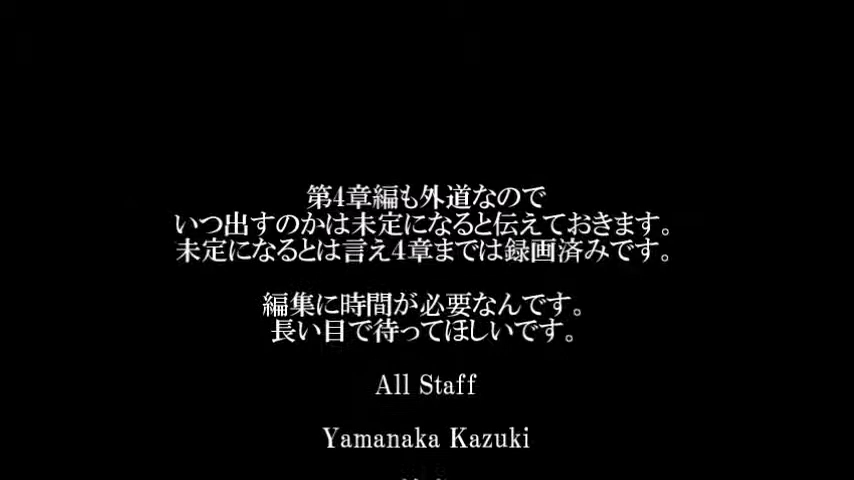 第4章編も外道なので
いつ出すのかは未定になると伝えておきます。
未定になるとは言え4章までは録画済みです。
編集に時間が必要なんです。
長い目で待ってほしいです。
All Staff
Yamanaka Kazuki